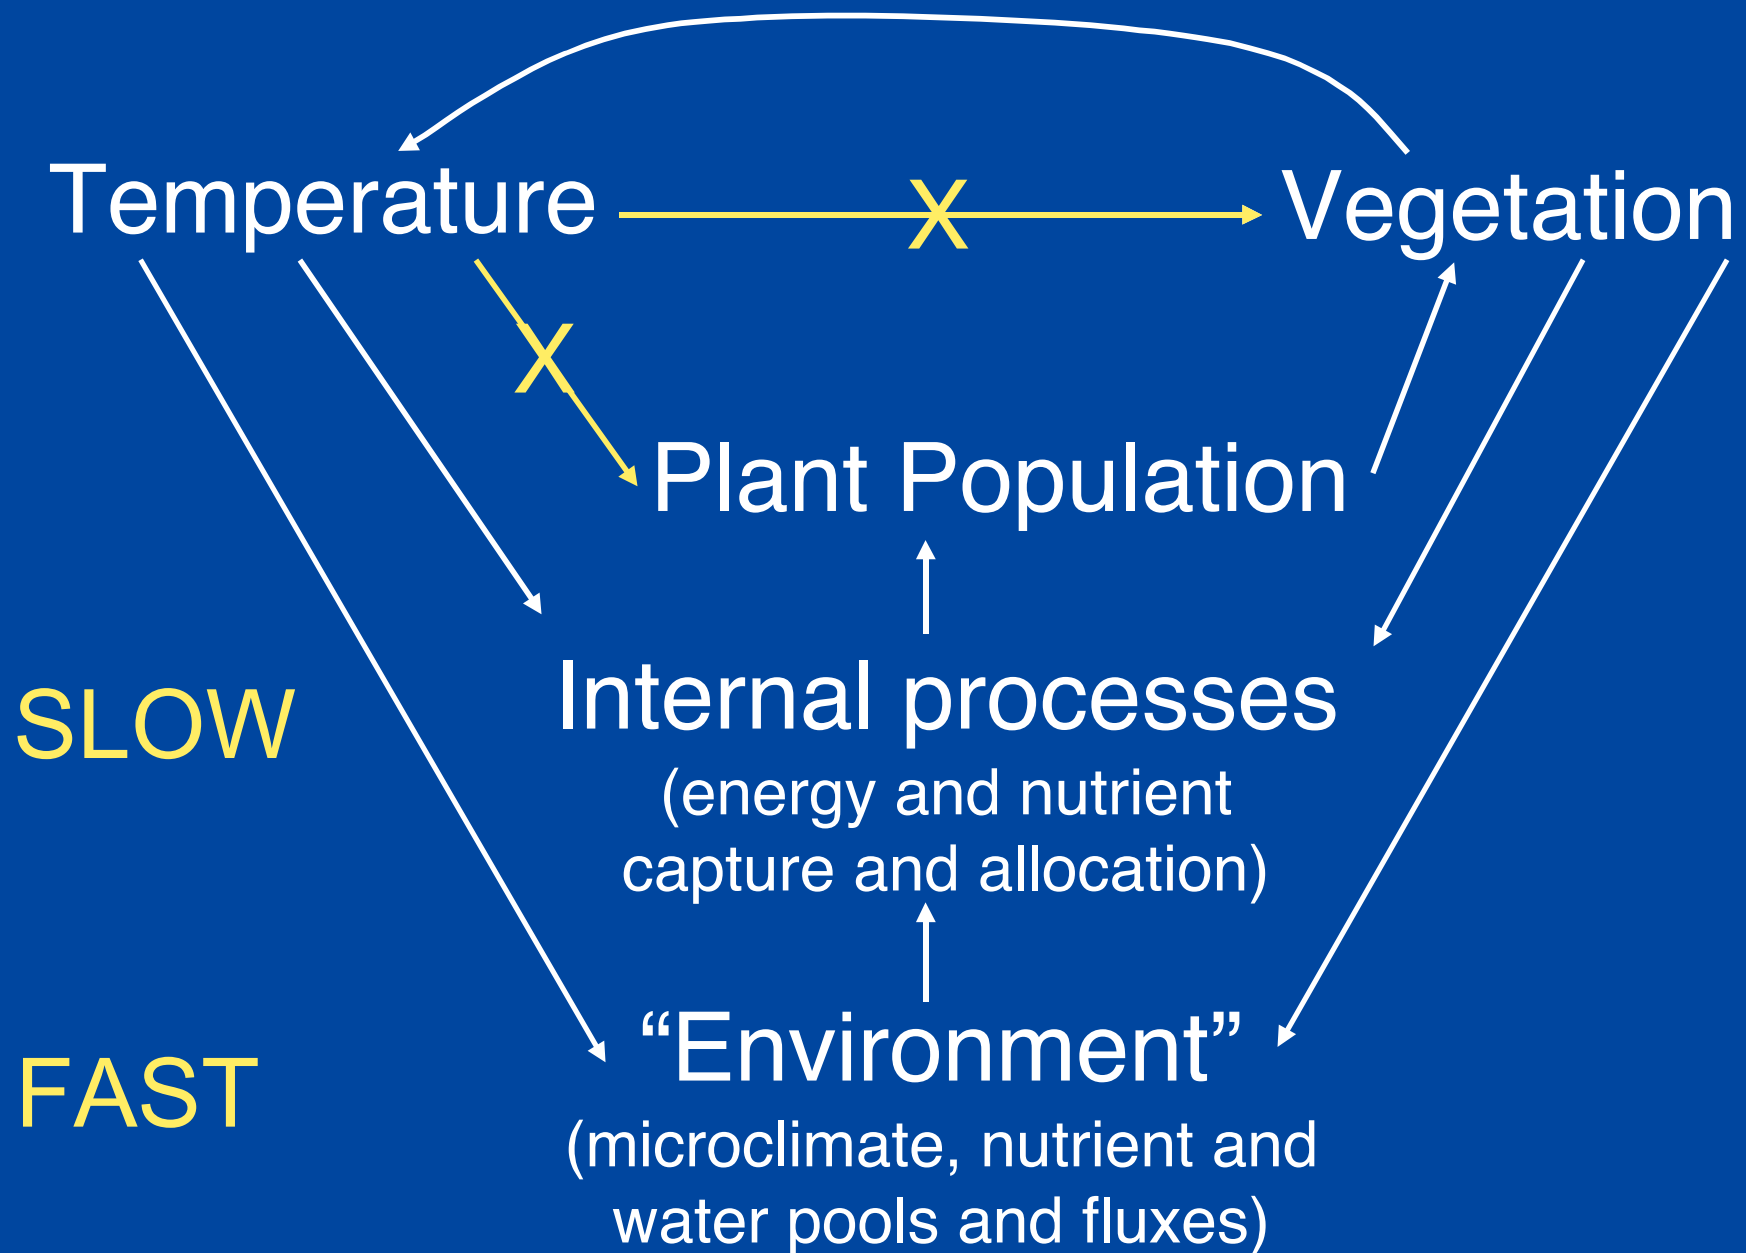 Temperature
X
Vegetation
X
Plant Population
Internal processes
SLOW
(energy and nutrient
capture and allocation)
“Environment”
FAST
(microclimate, nutrient and
water pools and fluxes)